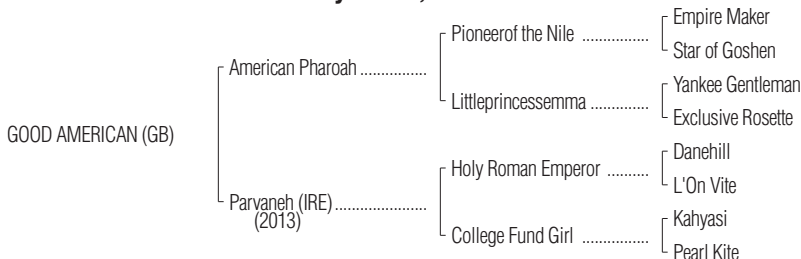 Empire Maker
Pioneerof the Nile ................
Star of Goshen
American Pharoah ................
Yankee Gentleman
Littleprincessemma ..............
Exclusive Rosette
GOOD AMERICAN (GB)
Danehill
Holy Roman Emperor ..........
L'On Vite
Parvaneh (IRE) ......................
(2013)
Kahyasi
College Fund Girl ................
Pearl Kite